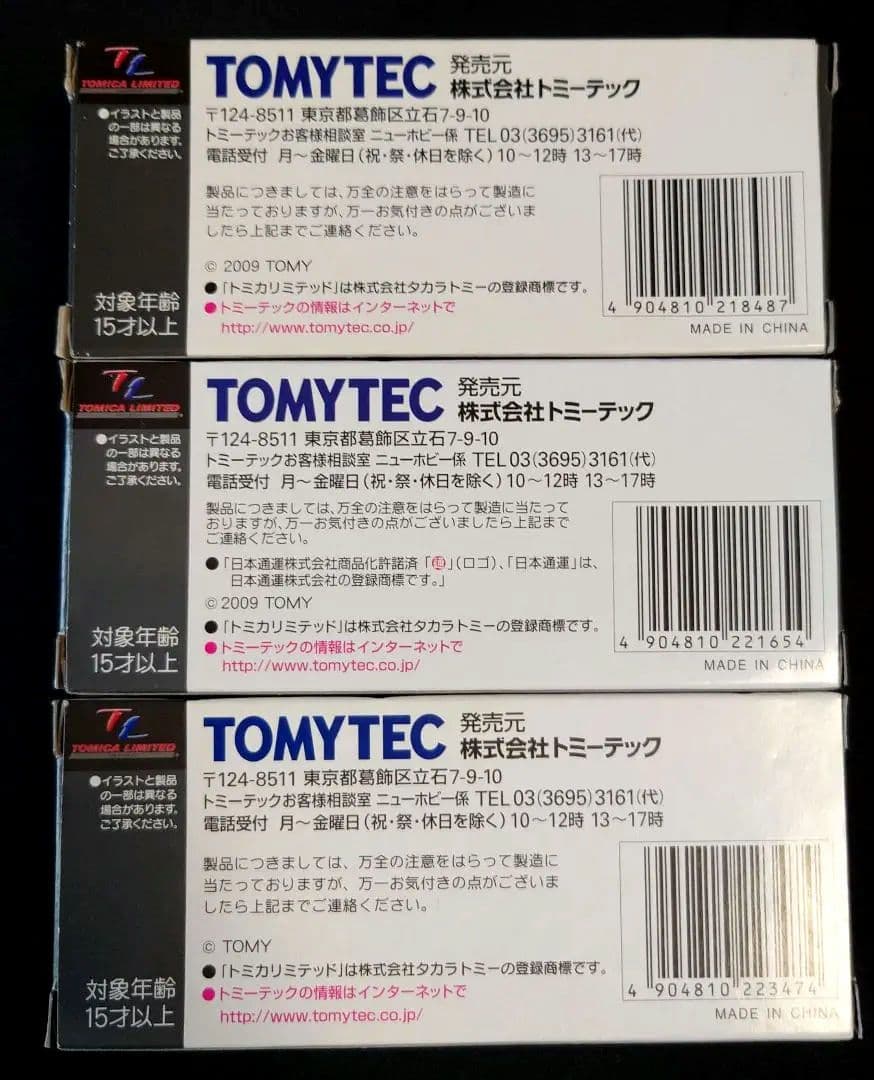 TL
TOMICA LIMITED
●イラストと製品
の一部は異なる
場合があります。
ご了承ください。
対象年齢
15才以上
TOMYTEC 発売元
株式会社トミーテック
〒124-8511 東京都葛飾区立石7-9-10
トミーテックお客様相談室 ニューホビー係 TEL 03(3695)3161(代)
電話受付 月〜金曜日(祝・祭・休日を除く)10〜12時 13〜17時
製品につきましては、万全の注意をはらって製造に
当たっておりますが、万一お気付きの点がございま
したら上記までご連絡ください。
© 2009 TOMY
●「トミカリミテッド」は株式会社タカラトミーの登録商標です。
●トミーテックの情報はインターネットで
http://www.tomytec.co.jp/
4 904810 218487
MADE IN CHINA
TL
TOMICA LIMITED
●イラストと製品
の一部は異なる
場合があります。
ご了承ください。
対象年齢
15才以上
TOMYTEC 発売元
株式会社トミーテック
〒124-8511 東京都葛飾区立石7-9-10
トミーテックお客様相談室 ニューホビー係 TEL 03(3695)3161(代)
電話受付 月〜金曜日(祝・祭・休日を除く)10〜12時 13〜17時
製品につきましては、万全の注意をはらって製造に当たって
おりますが、万一お気付きの点がございましたら上記まで
ご連絡ください。
●「日本通運株式会社商品化許諾済「通」(ロゴ)、「日本通運」は、
日本通運株式会社の登録商標です。」
© 2009 TOMY
●「トミカリミテッド」は株式会社タカラトミーの登録商標です。
●トミーテックの情報はインターネットで
http://www.tomytec.co.jp/
4 904810 221654
MADE IN CHINA
TL
TOMICA LIMITED
●イラストと製品
の一部は異なる
場合があります。
ご了承ください。
対象年齢
15才以上
TOMYTEC 発売元
株式会社トミーテック
〒124-8511 東京都葛飾区立石7-9-10
トミーテックお客様相談室 ニューホビー係 TEL 03(3695)3161(代)
電話受付 月〜金曜日(祝・祭・休日を除く)10〜12時 13〜17時
製品につきましては、万全の注意をはらって製造に
当たっておりますが、万一お気付きの点がございま
したら上記までご連絡ください。
© TOMY
●「トミカリミテッド」は株式会社タカラトミーの登録商標です。
●トミーテックの情報はインターネットで
http://www.tomytec.co.jp/
4 904810 223474
MADE IN CHINA